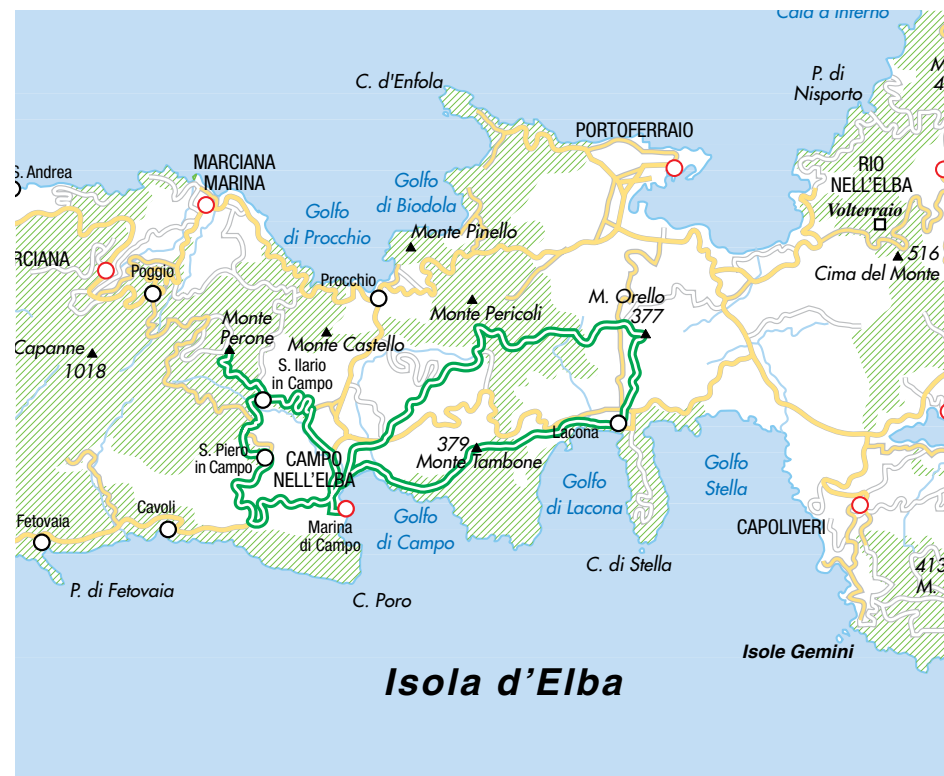 Cala d'Inferno
C. d'Enfola
P. di
Nisporto
M.
4
PORTOFERRAIO
MARCIANA
MARINA
S. Andrea
RIO
NELL'ELBA
Volterraio
Golfo
di Biodola
Golfo
di Procchio
Monte Pinello
516
Cima del Monte
RCIANA
Poggio
Procchio
M. Orello
377
Monte Pericoli
Monte
Perone
Monte Castello
Capanne
1018
S. Ilario
in Campo
379
Monte Tambone
Lacona
S. Piero
in Campo
CAMPO
NELL'ELBA
Golfo
Stella
Golfo
di Lacona
Cavoli
Fetovaia
Marina
di Campo
Golfo
di Campo
CAPOLIVERI
C. di Stella
413
M.
P. di Fetovaia
C. Poro
Isole Gemini
Isola d'Elba